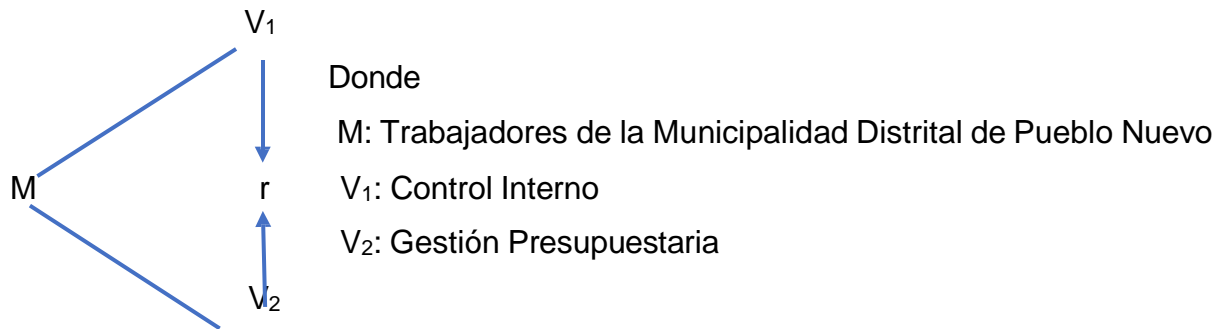 V₁
Donde
M: Trabajadores de la Municipalidad Distrital de Pueblo Nuevo
M r V₁: Control Interno
V₂: Gestión Presupuestaria
V₂